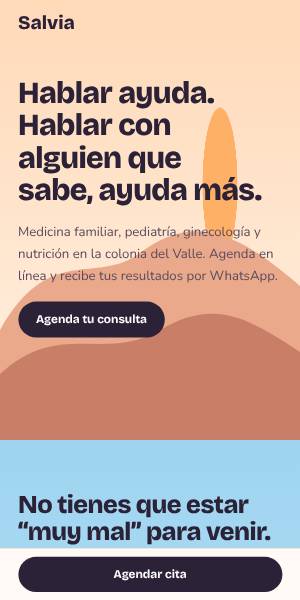 Salvia
Hablar ayuda.
Hablar con
alguien que
sabe, ayuda más.
Medicina familiar, pediatría, ginecología y
nutrición en la colonia del Valle. Agenda en
línea y recibe tus resultados por WhatsApp.
Agenda tu consulta
No tienes que estar
“muy mal” para venir.
Agendar cita